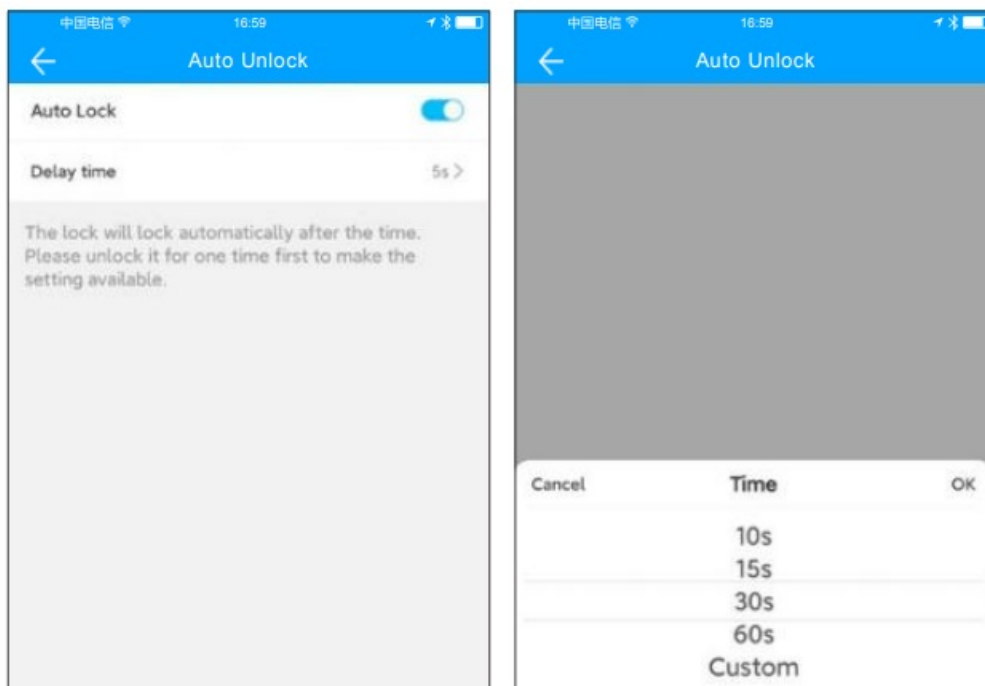 中国电信 16:59
Auto Unlock
Auto Lock
Delay time 5s
The lock will lock automatically after the time.
Please unlock it for one time first to make the
setting available.
中国电信 16:59
Auto Unlock
Cancel Time OK
10s
15s
30s
60s
Custom